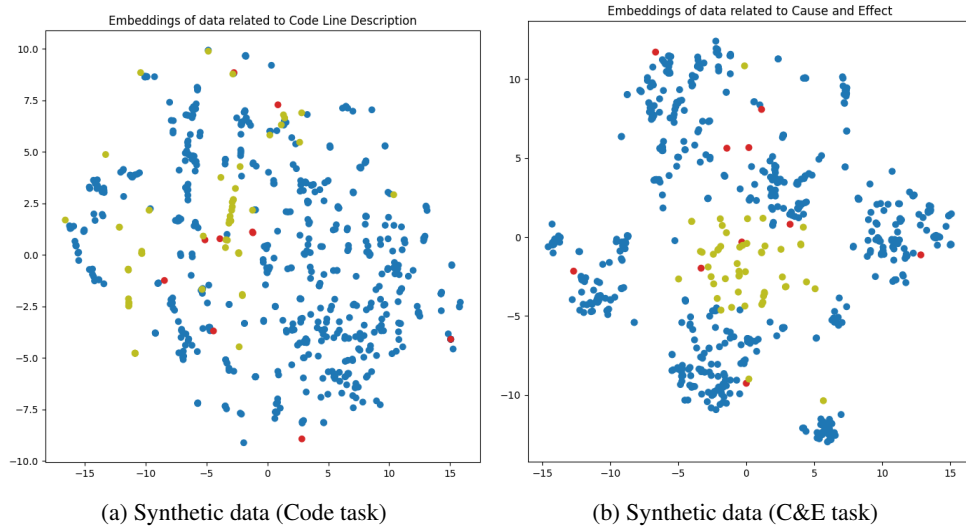 Embeddings of data related to Code Line Description
10.0
7.5
5.0
2.5
0.0
−2.5
−5.0
−7.5
−10.0
−15 −10 −5 0 5 10 15
(a) Synthetic data (Code task)
Embeddings of data related to Cause and Effect
10
5
0
−5
−10
−15 −10 −5 0 5 10 15
(b) Synthetic data (C&E task)